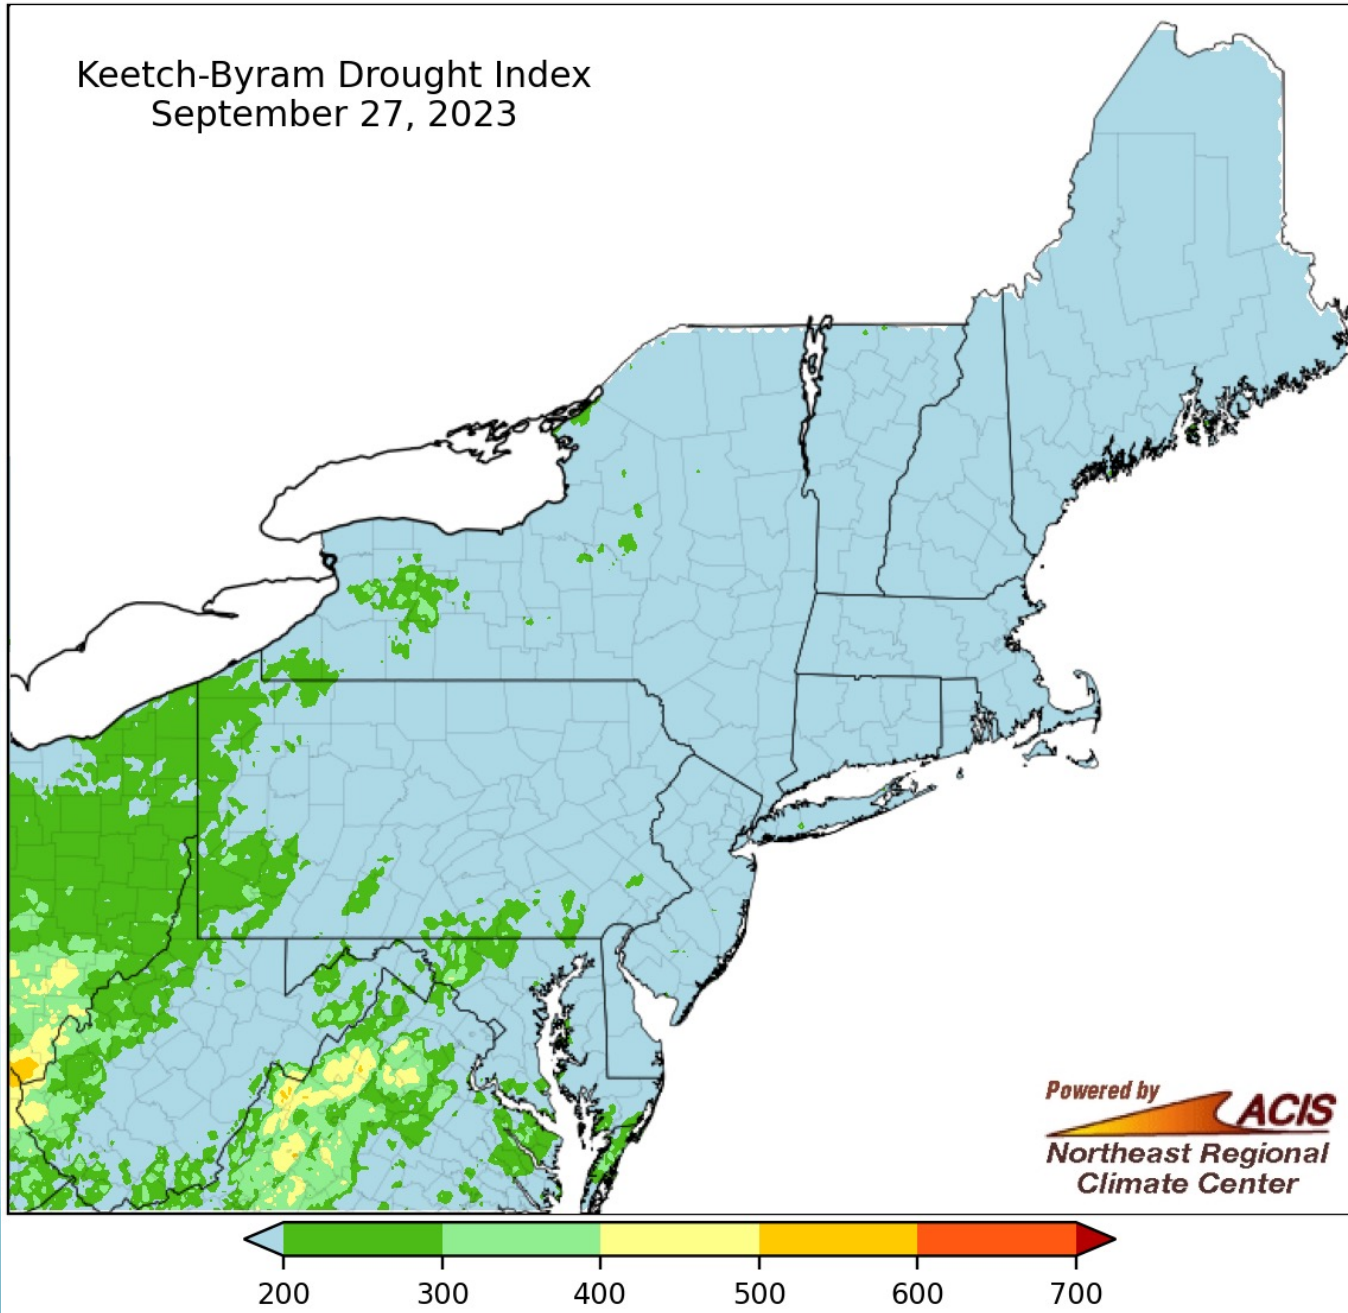 Keetch-Byram Drought Index
September 27, 2023
Powered by
ACIS
Northeast Regional
Climate Center
200 300 400 500 600 700